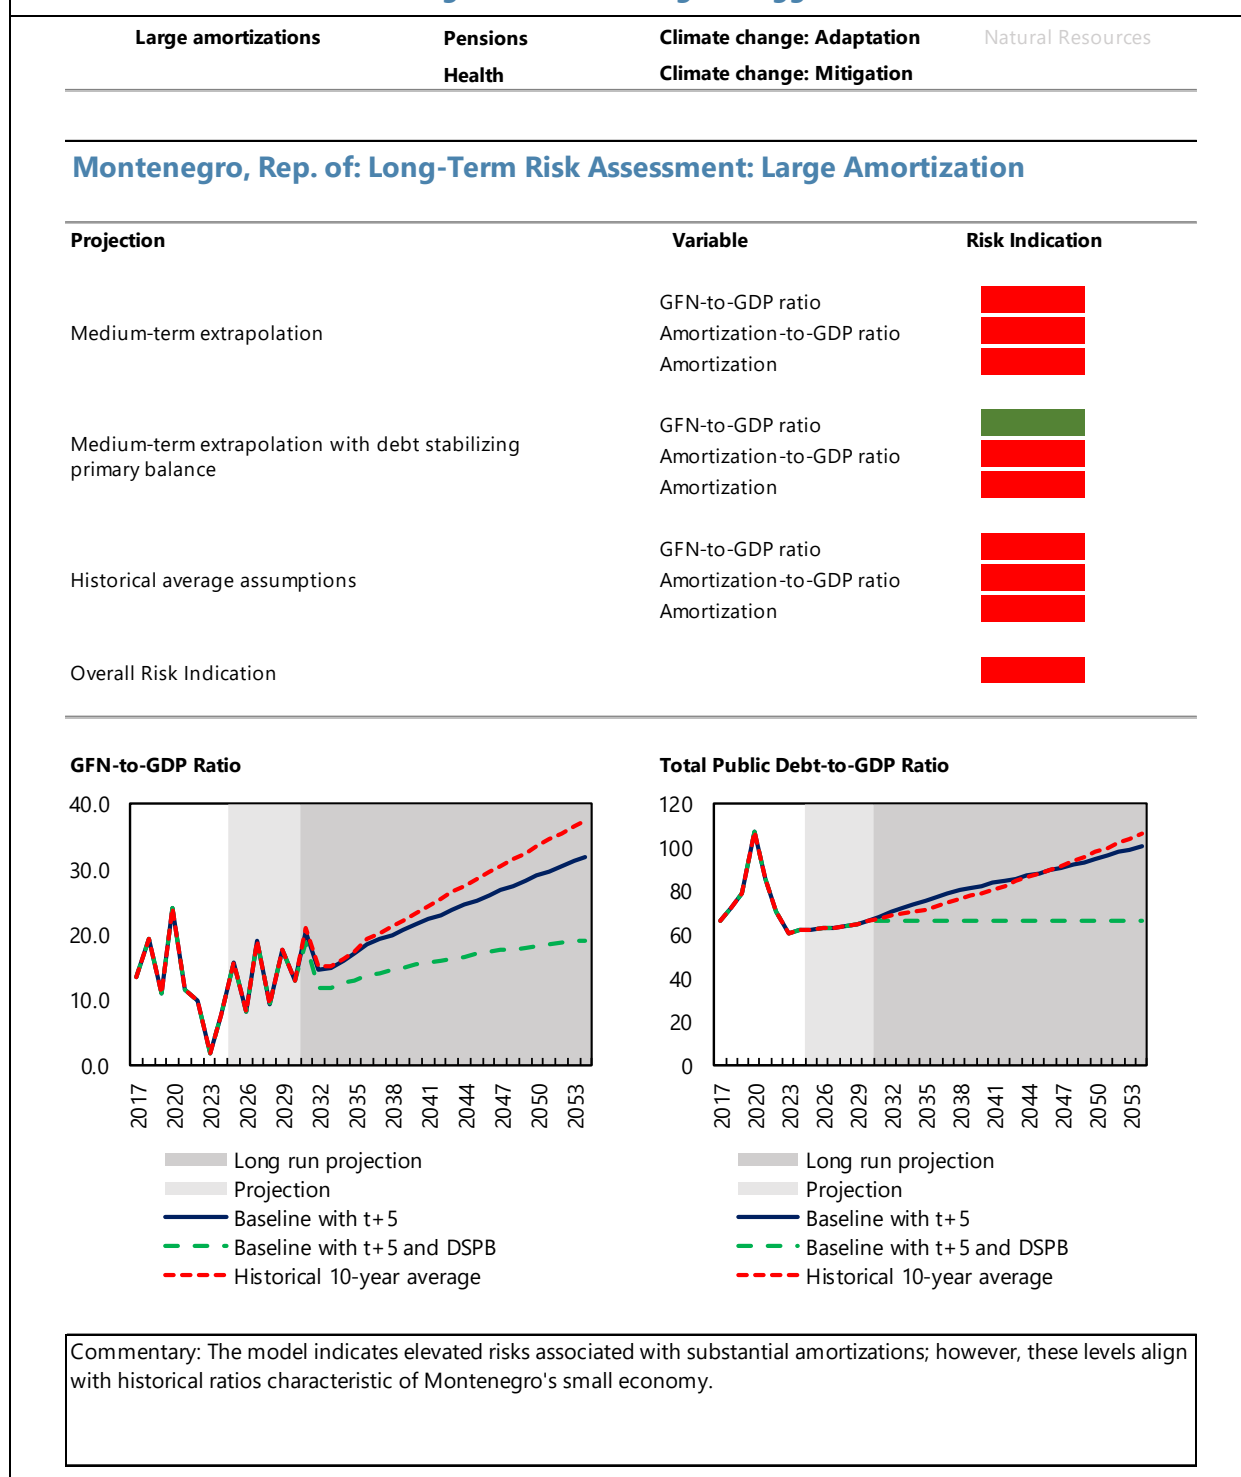 Large amortizations Pensions Climate change: Adaptation Natural Resources
Health Climate change: Mitigation
Montenegro, Rep. of: Long-Term Risk Assessment: Large Amortization
Projection Variable Risk Indication
GFN-to-GDP ratio
Medium-term extrapolation Amortization-to-GDP ratio
Amortization
GFN-to-GDP ratio
Medium-term extrapolation with debt stabilizing
primary balance
Amortization-to-GDP ratio
Amortization
GFN-to-GDP ratio
Historical average assumptions Amortization-to-GDP ratio
Amortization
Overall Risk Indication
GFN-to-GDP Ratio
40.0
30.0
20.0
10.0
0.0
2017 2020 2023 2026 2029 2032 2035 2038 2041 2044 2047 2050 2053
Long run projection
Projection
Baseline with t+5
Baseline with t+5 and DSPB
Historical 10-year average
Total Public Debt-to-GDP Ratio
120
100
80
60
40
20
0
2017 2020 2023 2026 2029 2032 2035 2038 2041 2044 2047 2050 2053
Long run projection
Projection
Baseline with t+5
Baseline with t+5 and DSPB
Historical 10-year average
Commentary: The model indicates elevated risks associated with substantial amortizations; however, these levels align
with historical ratios characteristic of Montenegro's small economy.